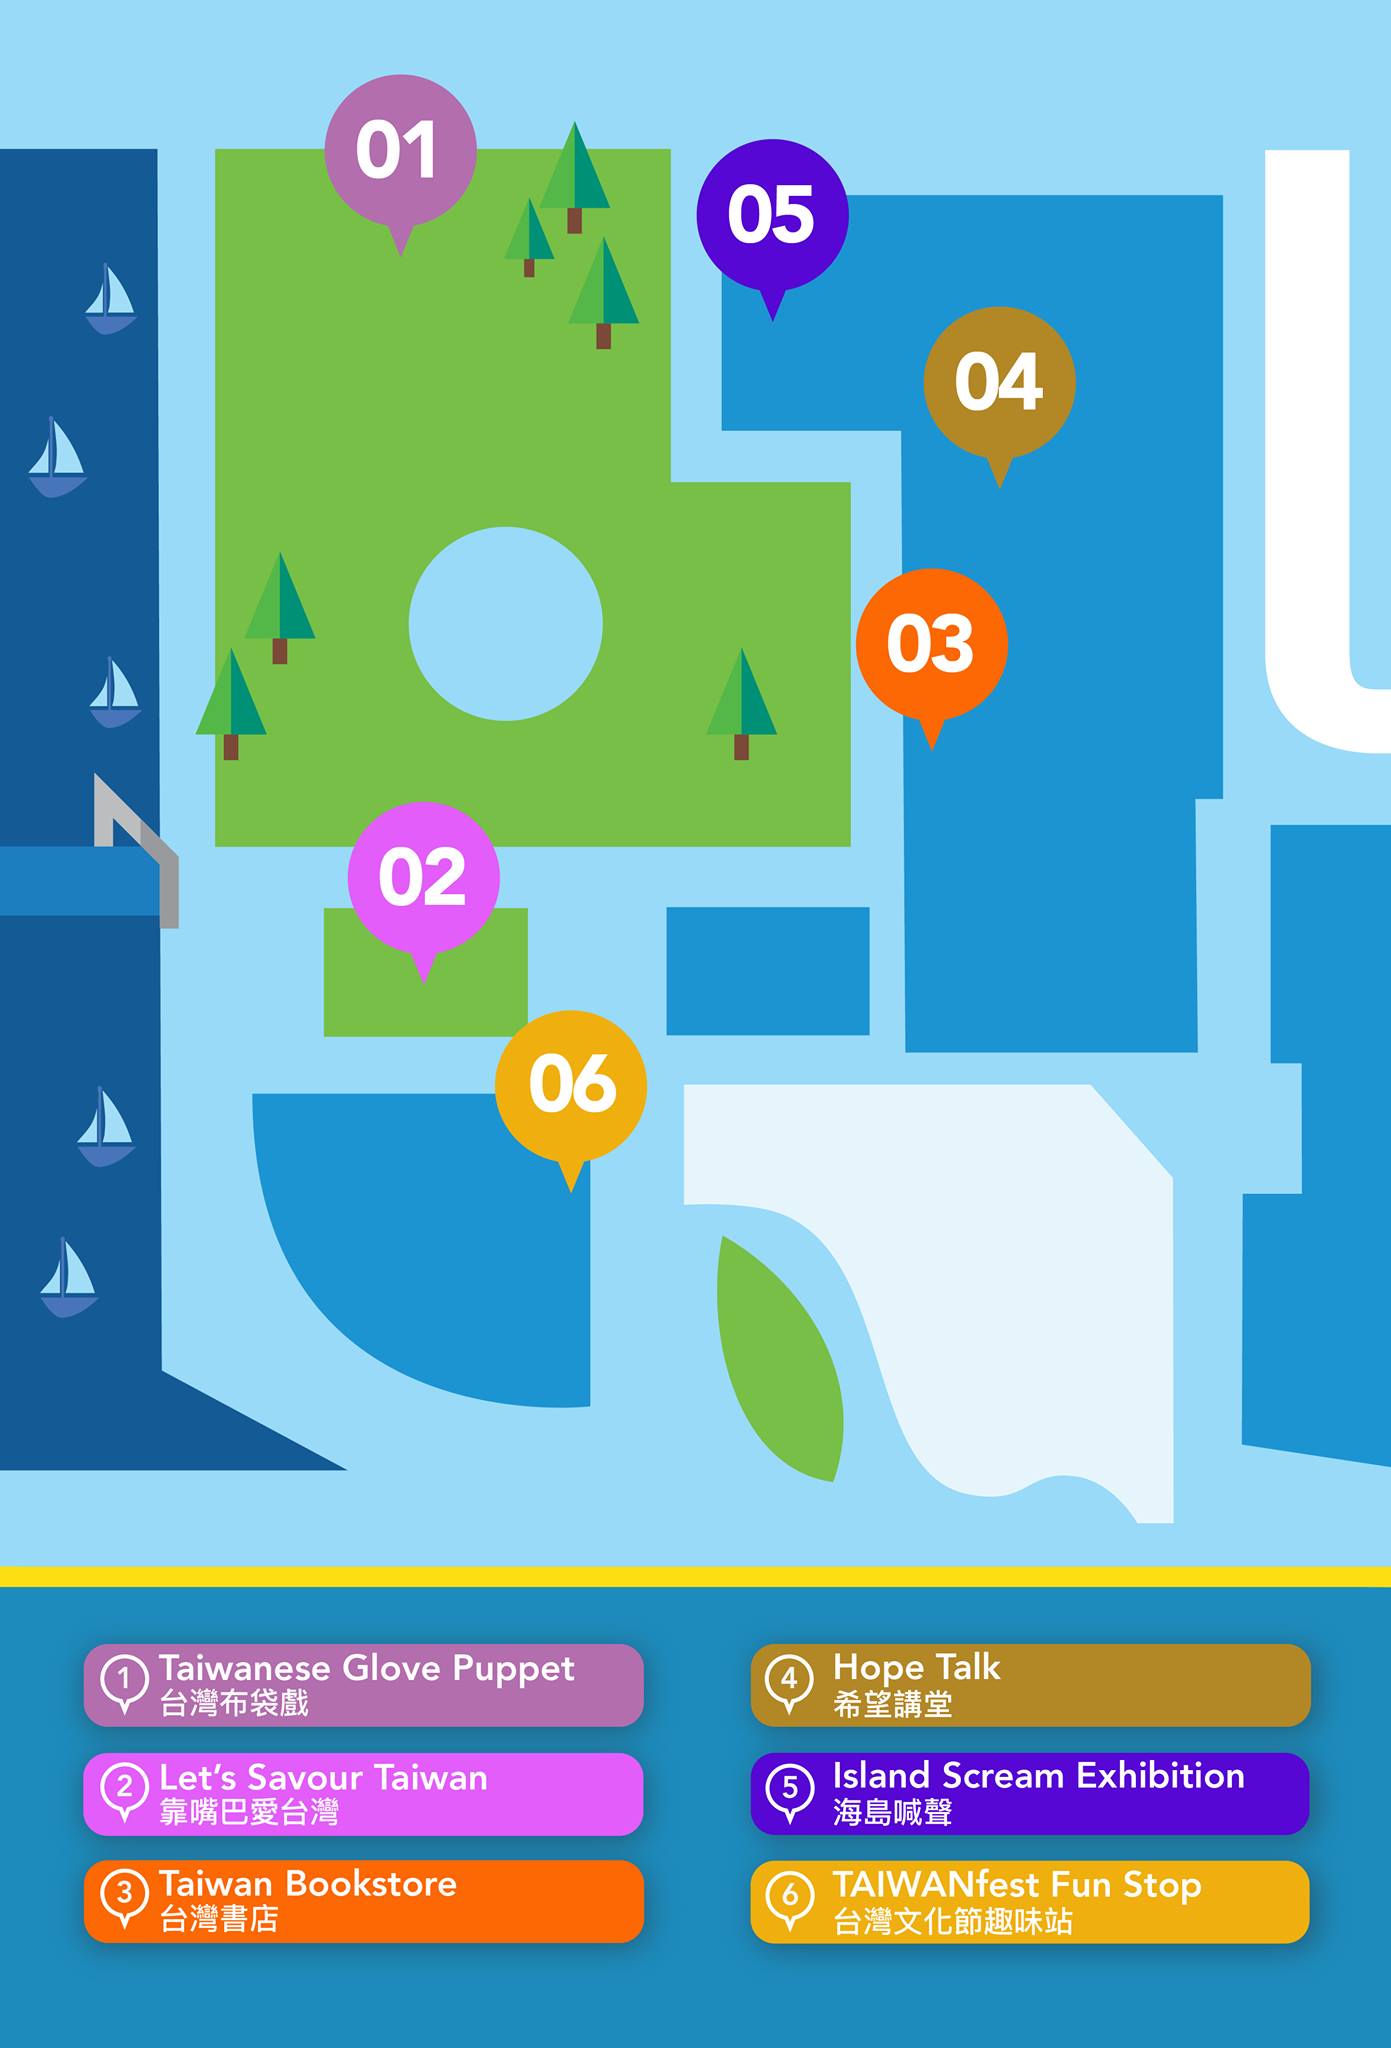 01
05
04
03
02
06
1 Taiwanese Glove Puppet
台灣布袋戲
2 Let's Savour Taiwan
靠嘴巴愛台灣
3 Taiwan Bookstore
台灣書店
4 Hope Talk
希望講堂
5 Island Scream Exhibition
海島喊聲
6 TAIWANfest Fun Stop
台灣文化節趣味站